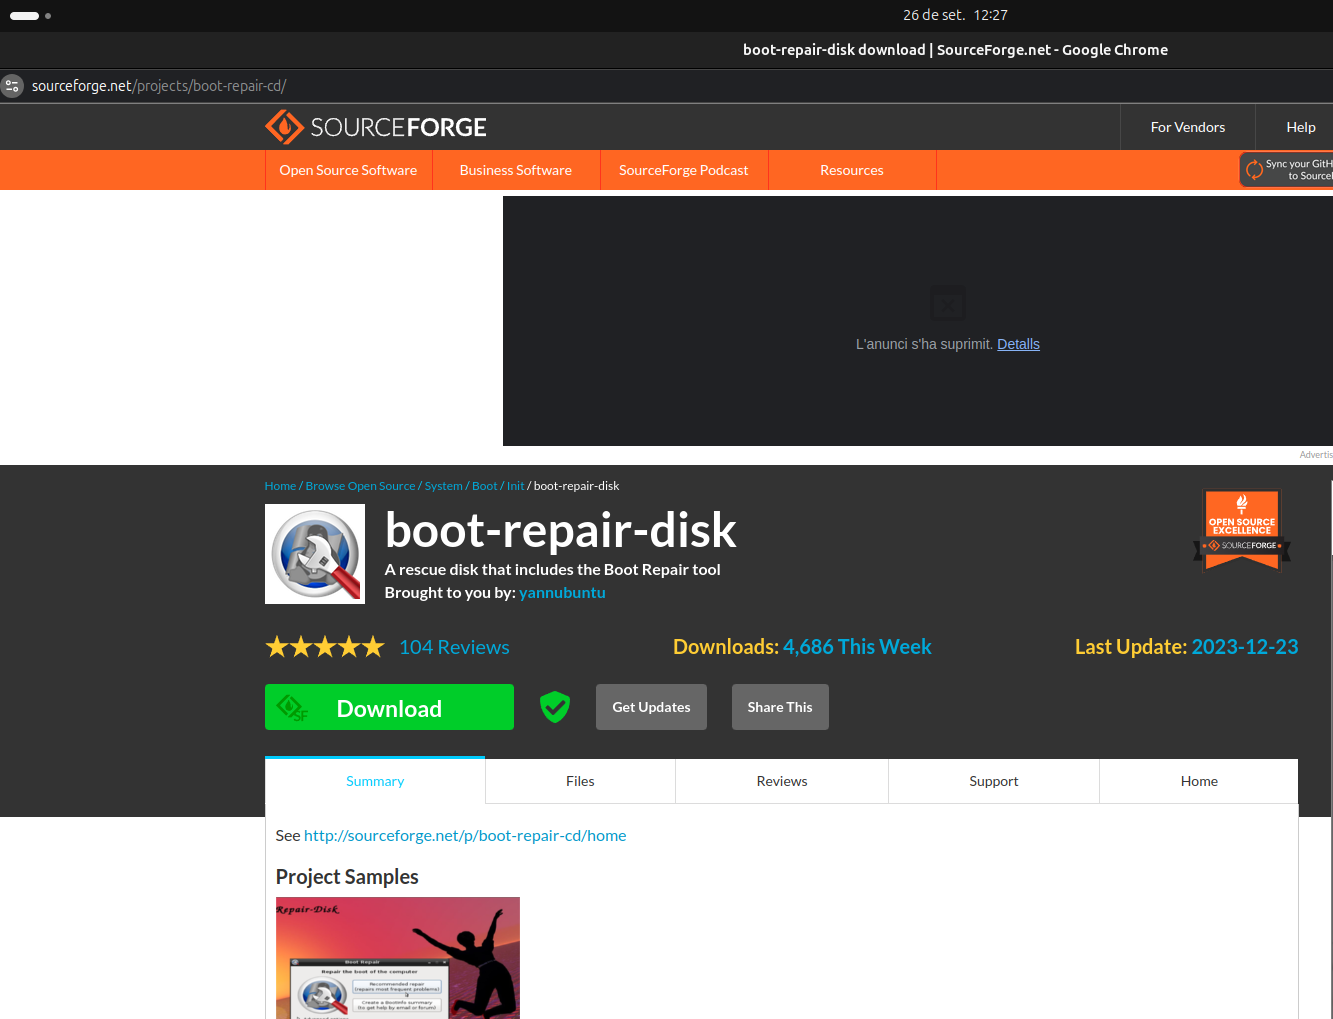 26 de set. 12:27
boot-repair-disk download | SourceForge.net - Google Chrome
sourceforge.net/projects/boot-repair-cd/
SOURCEFORGE
For Vendors
Help
Open Source Software
Business Software
SourceForge Podcast
Resources
Sync your GitH
to Source
L'anunci s'ha suprimit. Detalls
Advertis
Home / Browse Open Source / System / Boot / Init / boot-repair-disk
boot-repair-disk
A rescue disk that includes the Boot Repair tool
Brought to you by: yannubuntu
OPEN SOURCE
EXCELLENCE
SOURCEFORGE
104 Reviews
Downloads: 4,686 This Week
Last Update: 2023-12-23
SF
Download
Get Updates
Share This
Summary
Files
Reviews
Support
Home
See http://sourceforge.net/p/boot-repair-cd/home
Project Samples
Repair-Disk
Boot Repair
Repair the boot of the computer
Recommended repair
(repairs most frequent problems)
Create a BootInfo summary
(to get help by email or forum)